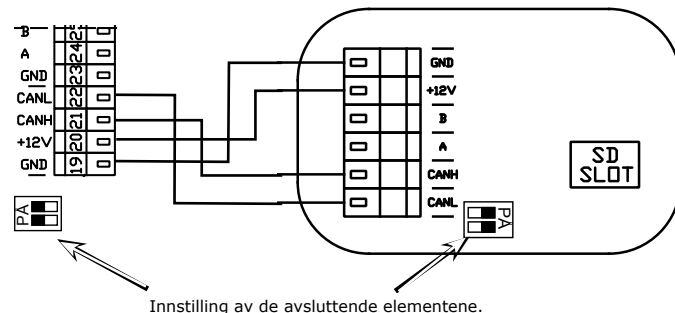 B 25
A 24
GND 23
CANL 22
CANH 21
+12V 20
GND 19
PA
GND
+12V
B
A
CANH
CANL
SD
SLOT
PA
Innstilling av de avsluttende elementene.